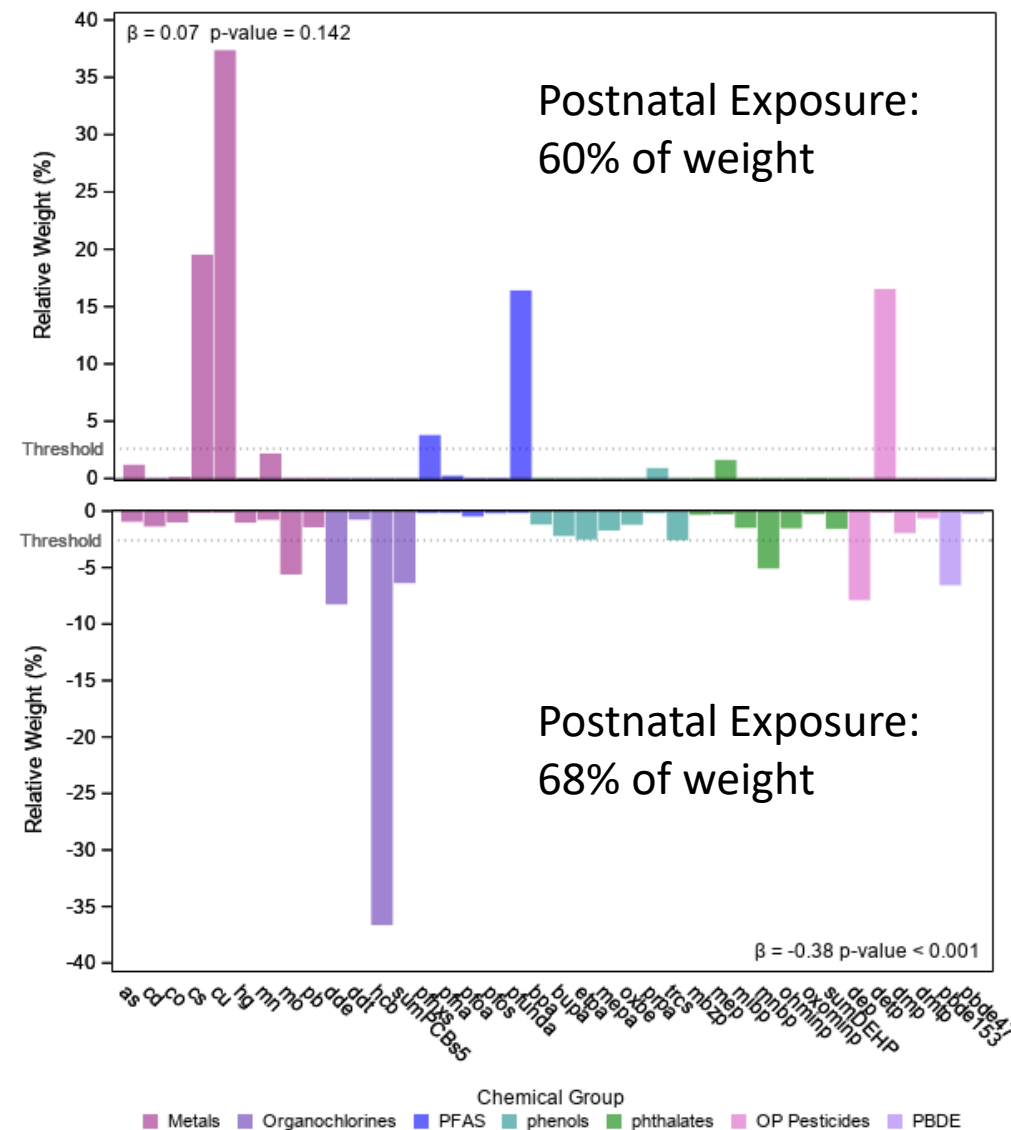 40
β = 0.07 p-value = 0.142
35
Postnatal Exposure:
60% of weight
30
25
20
15
10
5
Threshold
0
Relative Weight (%)
0
Threshold
-5
-10
-15
Postnatal Exposure:
68% of weight
-20
-25
-30
-35
β = -0.38 p-value < 0.001
-40
Relative Weight (%)
as
cd
co
cs
cu
hg
mn
mo
pb
dde
ddt
hcb
sumPCBs5
pfhxs
pfna
pfoa
pfos
pfunda
bpa
bupa
etpa
mepa
oxbe
prpa
trcs
mbzp
mep
mibp
mnbp
ohminp
oxominp
sumDEHP
dep
detp
dmp
dmtp
pbde153
pbde47
Chemical Group
Metals Organochlorines PFAS phenols phthalates OP Pesticides PBDE